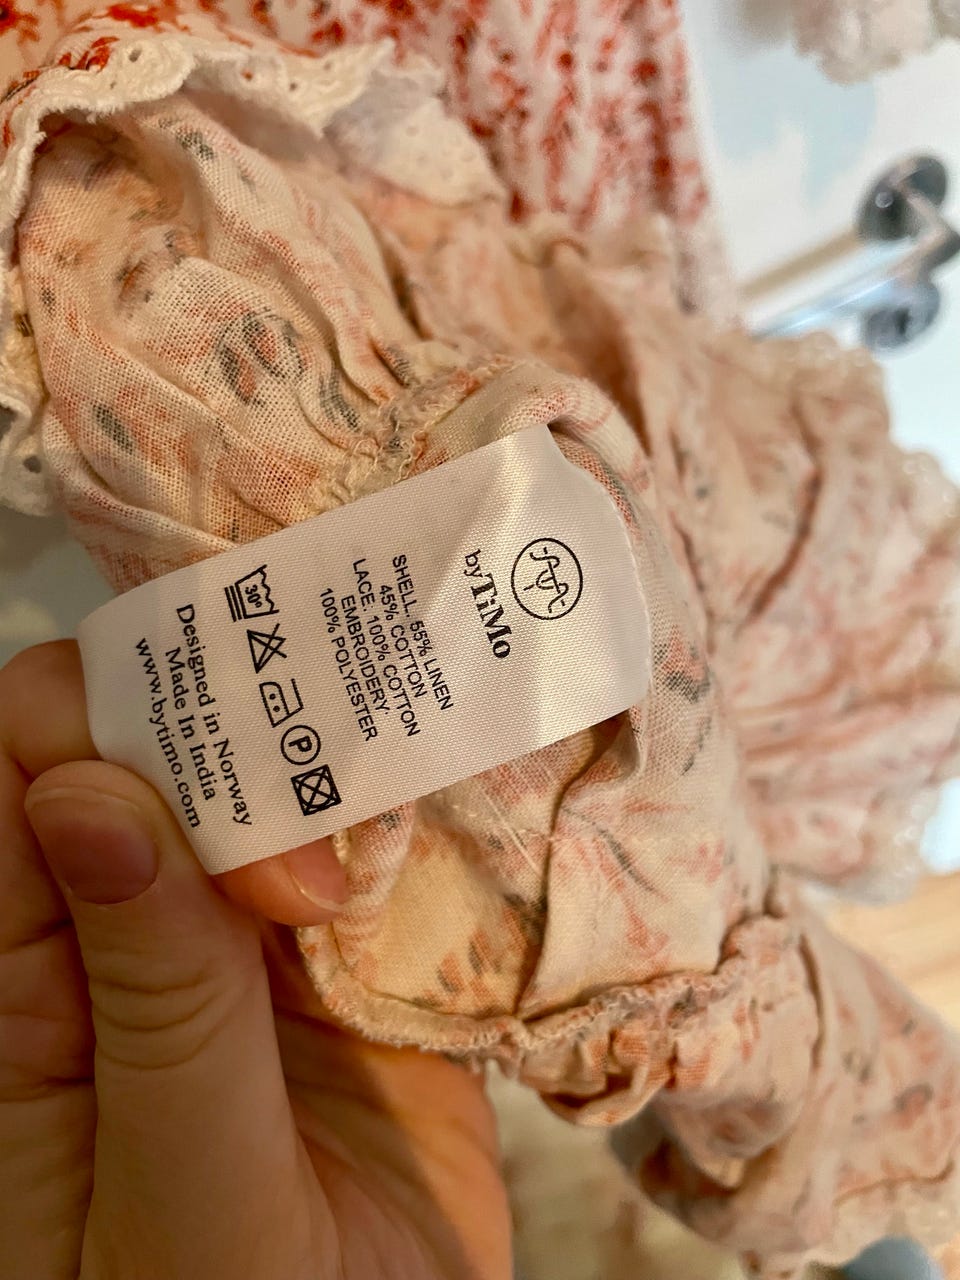 byTiMo
SHELL: 55% LINEN
45% COTTON
LACE: 100% COTTON
EMBROIDERY
100% POLYESTER
30°
P
Designed in Norway
Made In India
www.bytimo.com